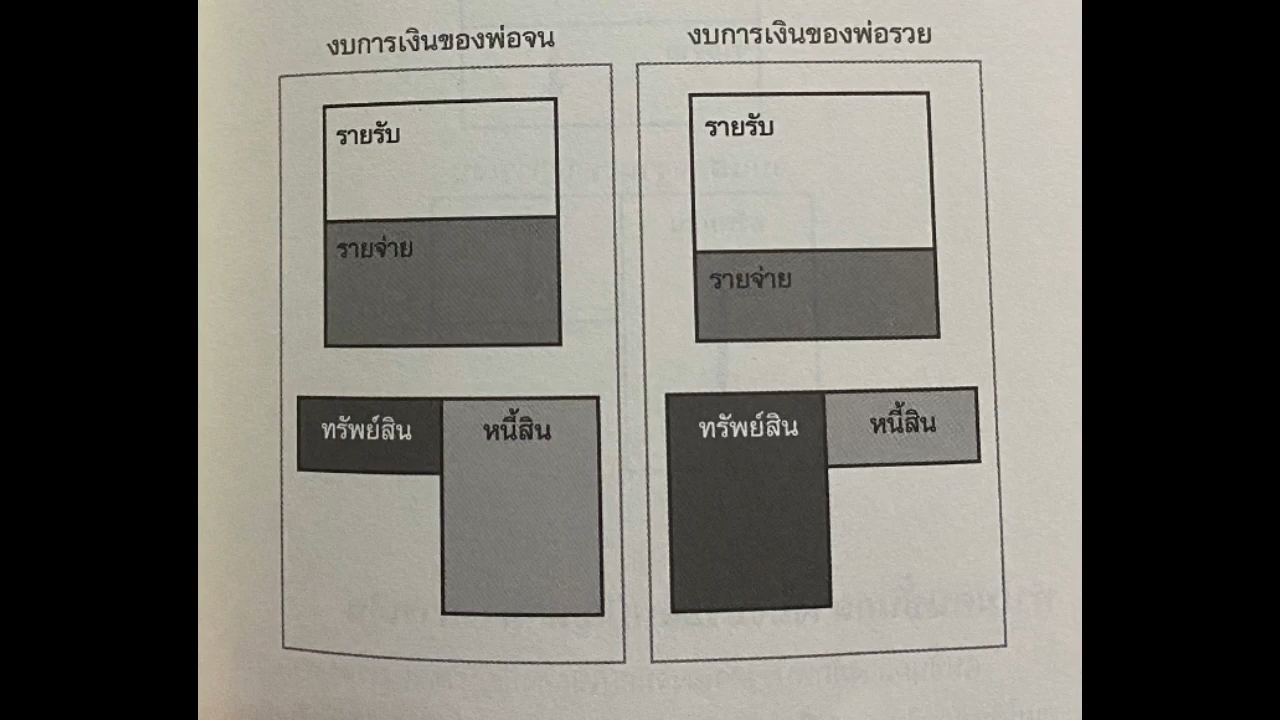 งบการเงินของพ่อจน
รายรับ
รายจ่าย
ทรัพย์สิน
หนี้สิน
งบการเงินของพ่อรวย
รายรับ
รายจ่าย
ทรัพย์สิน
หนี้สิน